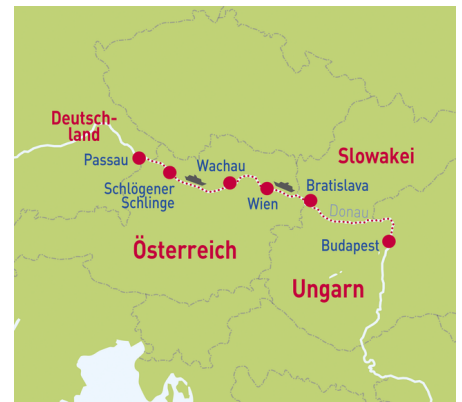 Deutsch-
land
Passau
Schlögener
Schlinge
Wachau
Wien
Slowakei
Bratislava
Donau
Budapest
Österreich
Ungarn